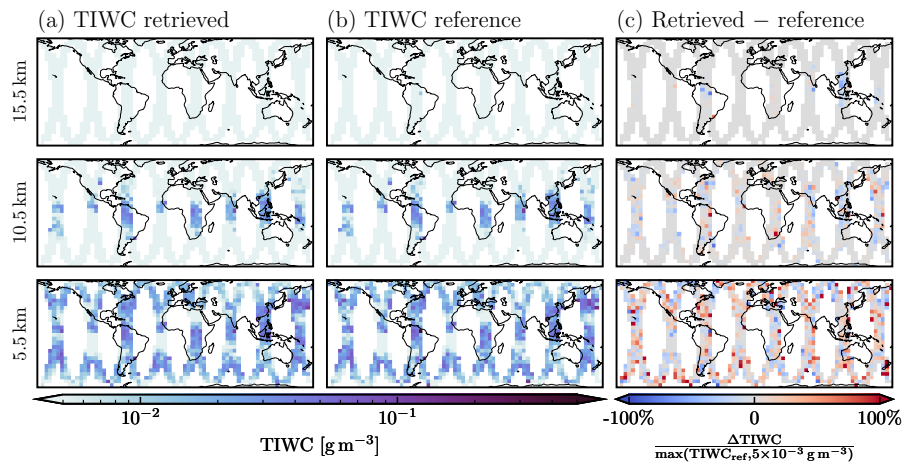 (a) TIWC retrieved
(b) TIWC reference
(c) Retrieved − reference
15.5 km
10.5 km
5.5 km
10⁻² 10⁻¹
TIWC [g m⁻³]
-100% 0 100%
ΔTIWC
max(TIWC_ref, 5×10⁻³ g m⁻³)